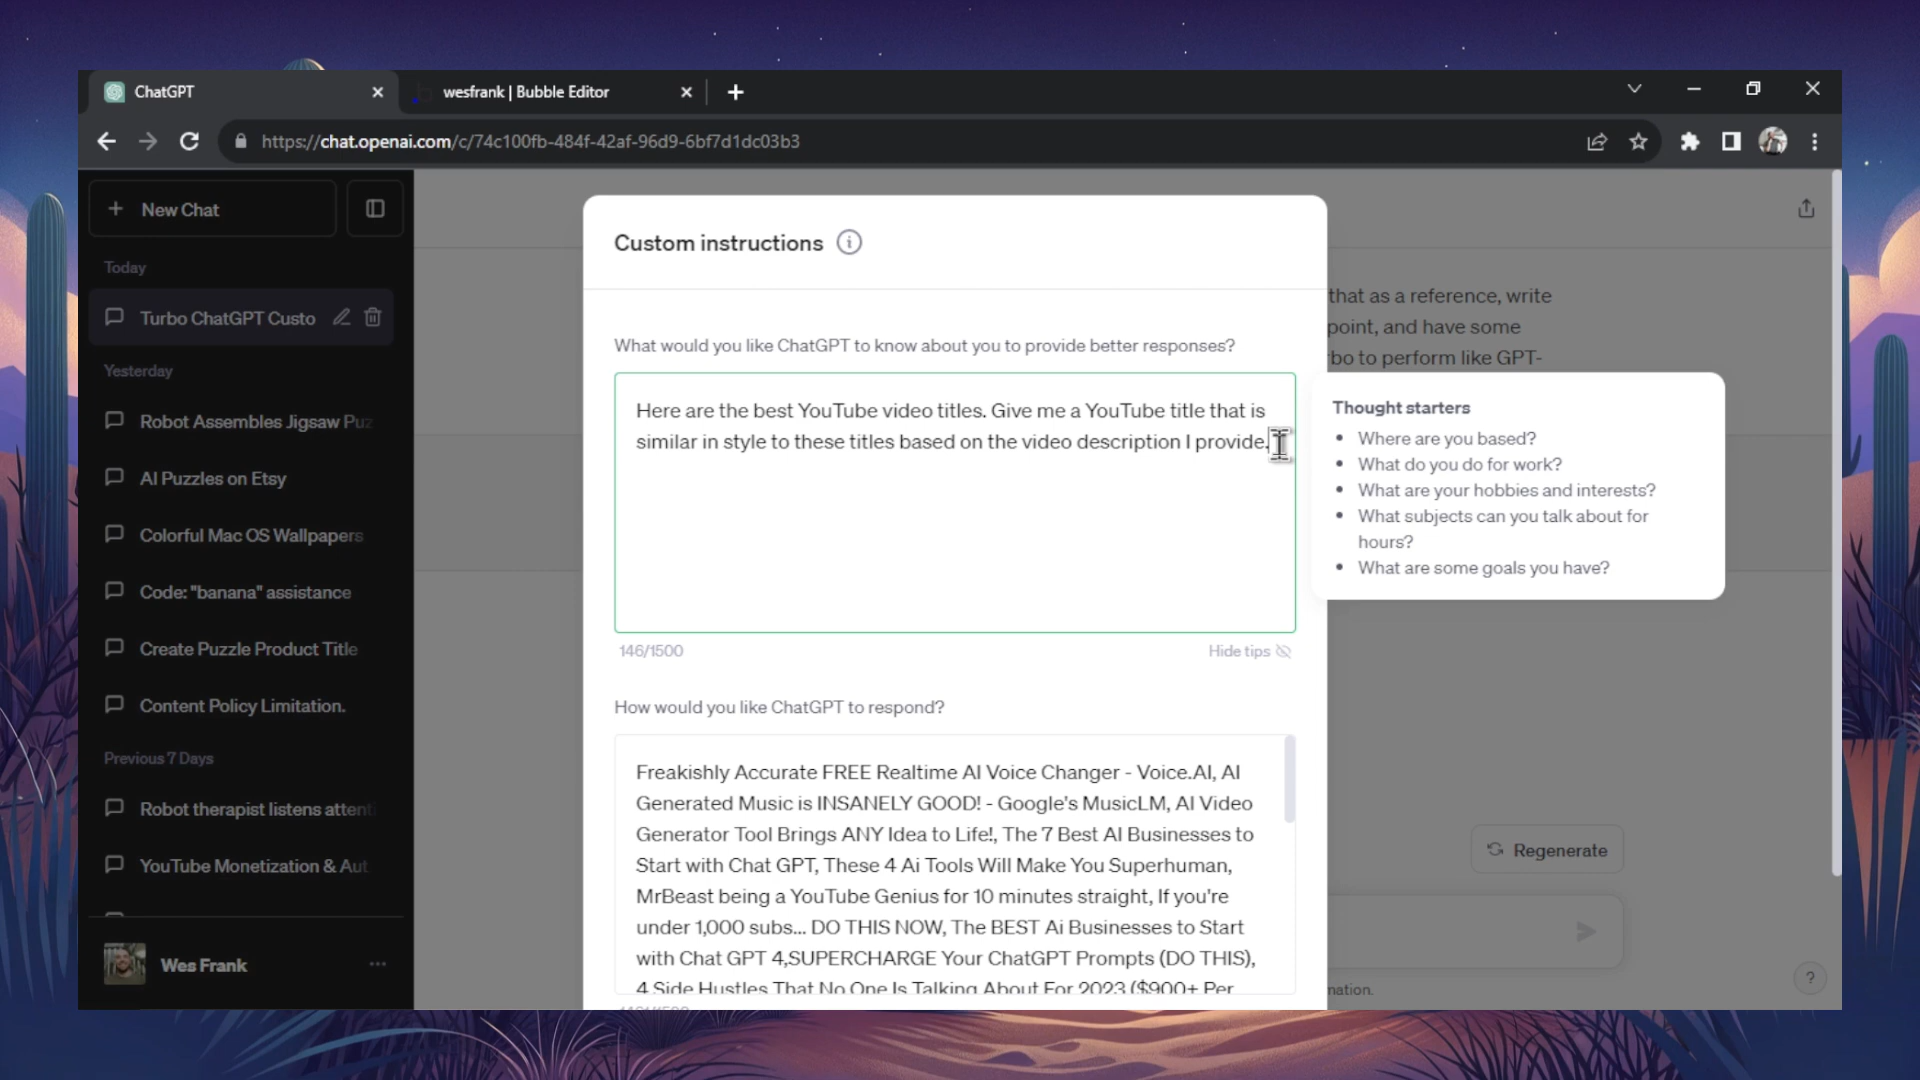 ChatGPT
wesfrank | Bubble Editor
https://chat.openai.com/c/74c100fb-484f-42af-96d9-6bf7d1dc03b3
New Chat
Today
Turbo ChatGPT Custo
Yesterday
Robot Assembles Jigsaw Puz
AI Puzzles on Etsy
Colorful Mac OS Wallpapers
Code: "banana" assistance
Create Puzzle Product Title
Content Policy Limitation.
Previous 7 Days
Robot therapist listens attent
YouTube Monetization & Aut
Wes Frank
Custom instructions
What would you like ChatGPT to know about you to provide better responses?
Here are the best YouTube video titles. Give me a YouTube title that is
similar in style to these titles based on the video description I provide.
146/1500
Hide tips
How would you like ChatGPT to respond?
Freakishly Accurate FREE Realtime AI Voice Changer - Voice.AI, AI
Generated Music is INSANELY GOOD! - Google's MusicLM, AI Video
Generator Tool Brings ANY Idea to Life!, The 7 Best AI Businesses to
Start with Chat GPT, These 4 Ai Tools Will Make You Superhuman,
MrBeast being a YouTube Genius for 10 minutes straight, If you're
under 1,000 subs... DO THIS NOW, The BEST Ai Businesses to Start
with Chat GPT 4,SUPERCHARGE Your ChatGPT Prompts (DO THIS),
4 Side Hustles That No One Is Talking About For 2023 ($900+ Per
that as a reference, write
point, and have some
rbo to perform like GPT-
Thought starters
• Where are you based?
• What do you do for work?
• What are your hobbies and interests?
• What subjects can you talk about for
hours?
• What are some goals you have?
Regenerate
mation.
?